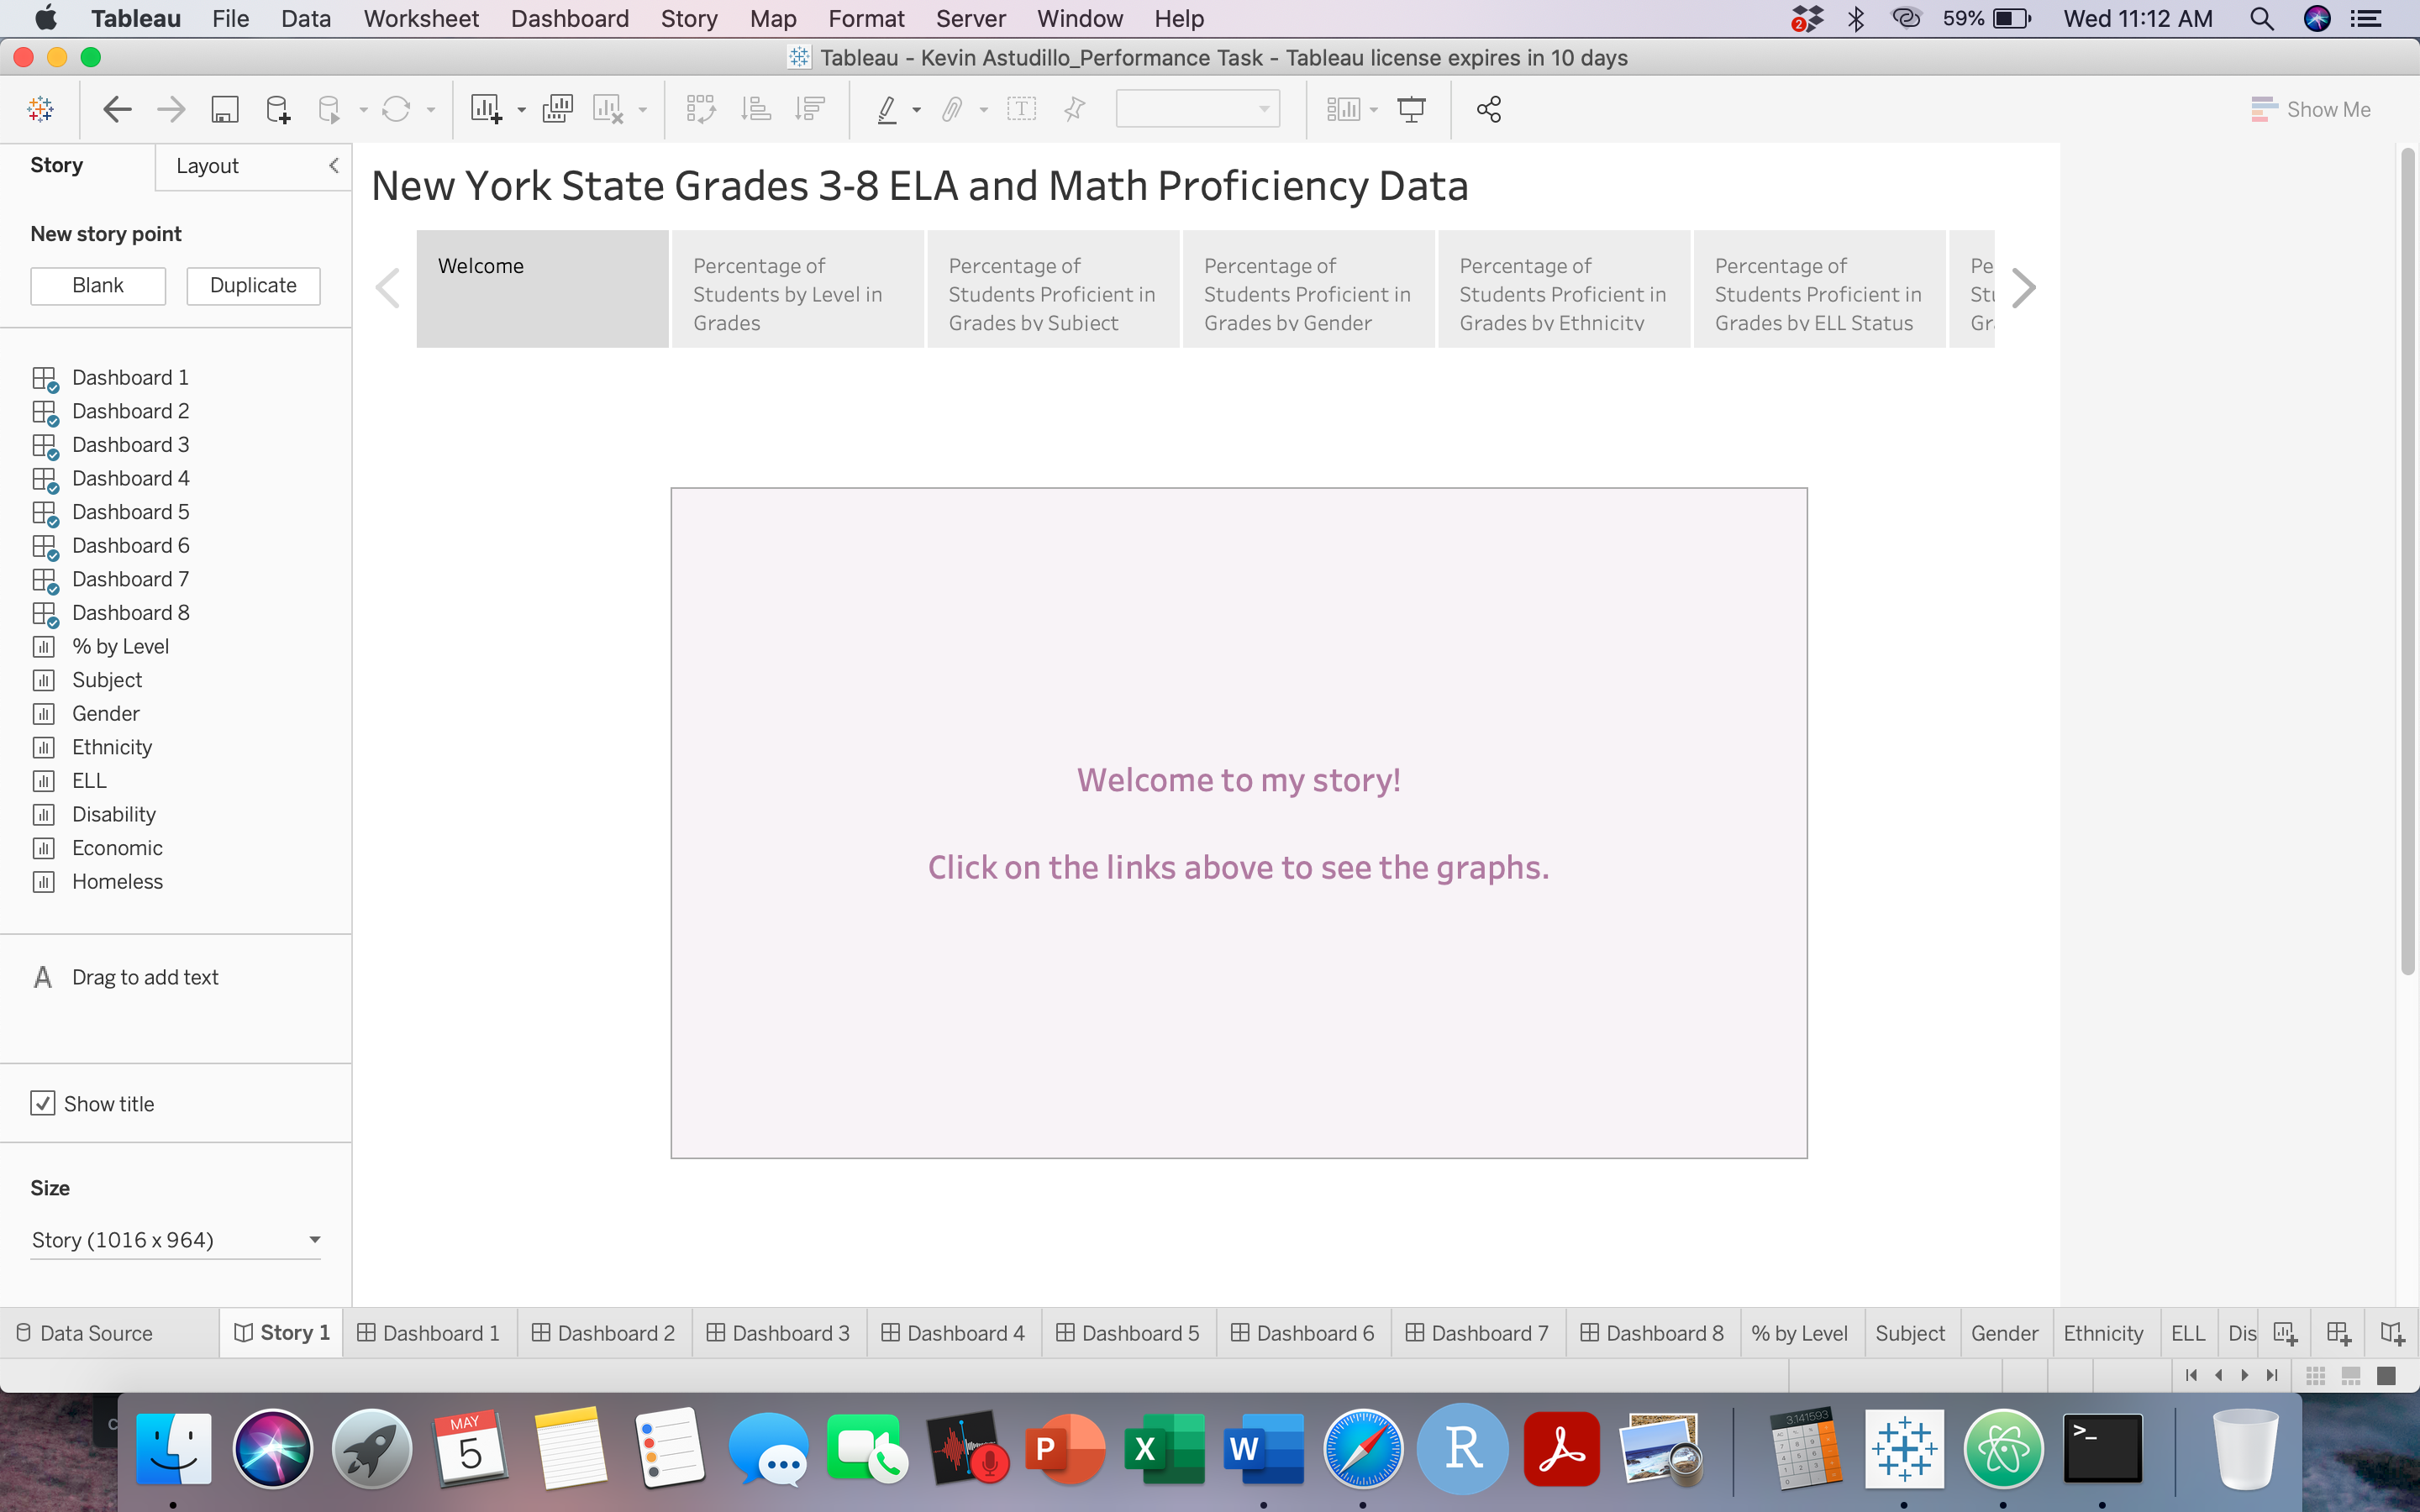 Tableau File Data Worksheet Dashboard Story Map Format Server Window Help 2 59% Wed 11:12 AM
Tableau - Kevin Astudillo_Performance Task - Tableau license expires in 10 days
T Show Me
Story Layout
New story point
Blank Duplicate
Dashboard 1
Dashboard 2
Dashboard 3
Dashboard 4
Dashboard 5
Dashboard 6
Dashboard 7
Dashboard 8
% by Level
Subject
Gender
Ethnicity
ELL
Disability
Economic
Homeless
A Drag to add text
Show title
Size
Story (1016 x 964)
New York State Grades 3-8 ELA and Math Proficiency Data
Welcome
Percentage of
Students by Level in
Grades
Percentage of
Students Proficient in
Grades by Subject
Percentage of
Students Proficient in
Grades by Gender
Percentage of
Students Proficient in
Grades by Ethnicity
Percentage of
Students Proficient in
Grades by ELL Status
Pe
Stu
Gr
Welcome to my story!
Click on the links above to see the graphs.
Data Source Story 1 Dashboard 1 Dashboard 2 Dashboard 3 Dashboard 4 Dashboard 5 Dashboard 6 Dashboard 7 Dashboard 8 % by Level Subject Gender Ethnicity ELL Dis
MAY
5
P
X
W
R
3.141593
>_